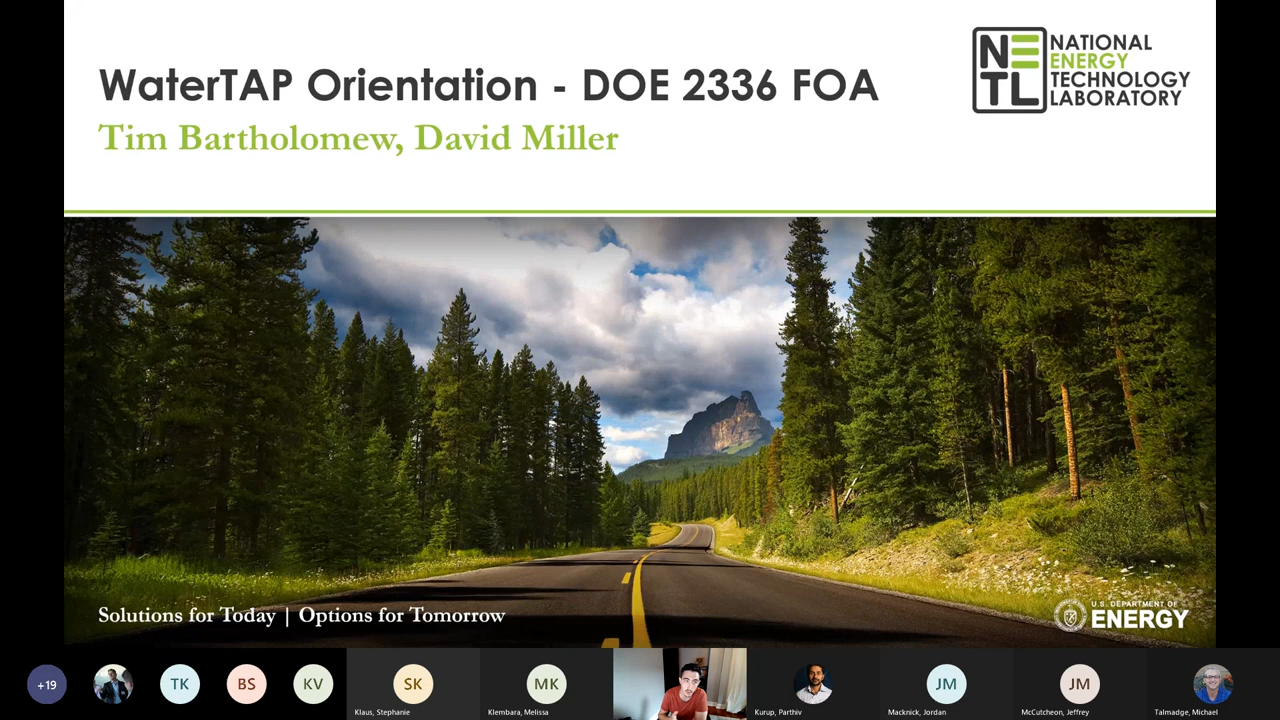 WaterTAP Orientation - DOE 2336 FOA
Tim Bartholomew, David Miller
NETL
NATIONAL
ENERGY
TECHNOLOGY
LABORATORY
Solutions for Today | Options for Tomorrow
U.S. DEPARTMENT OF
ENERGY
+19
TK
BS
KV
SK
Klaus, Stephanie
MK
Klembara, Melissa
Kurup, Parthiv
JM
Macknick, Jordan
JM
McCutcheon, Jeffrey
Talmadge, Michael